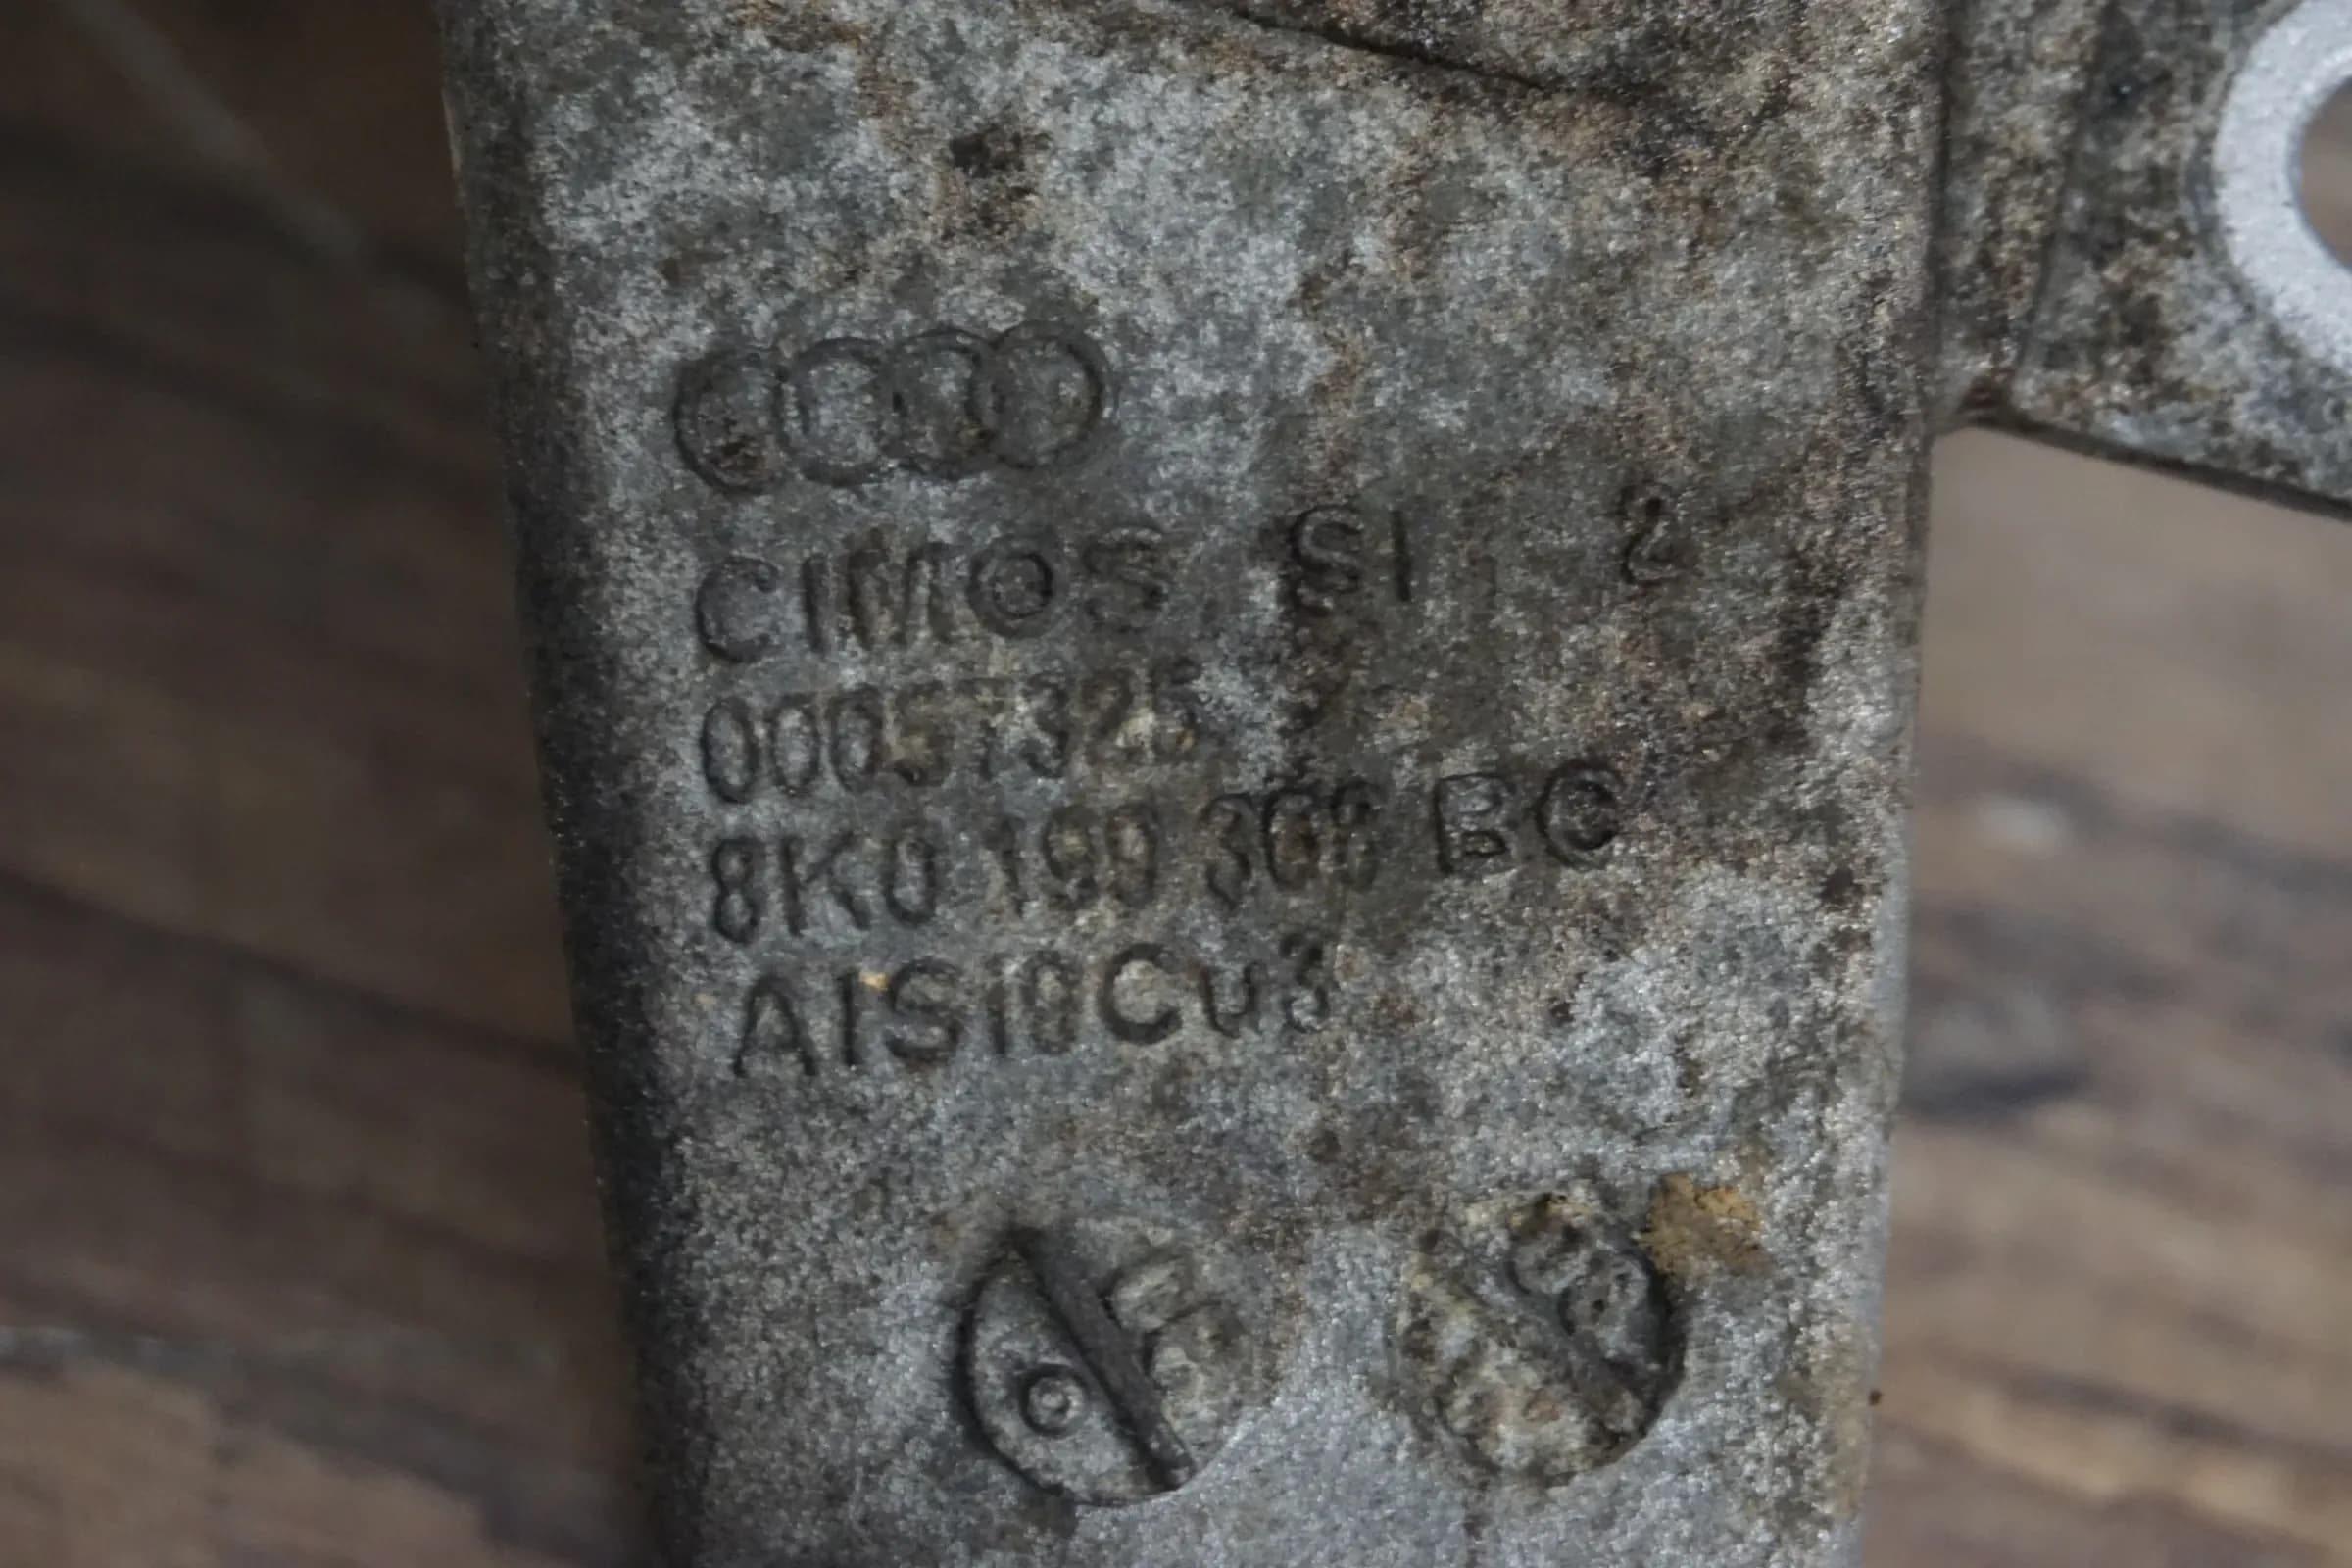 CIMOS SI 2
00057325
8K0 199 308 BC
AlSi9Cu3